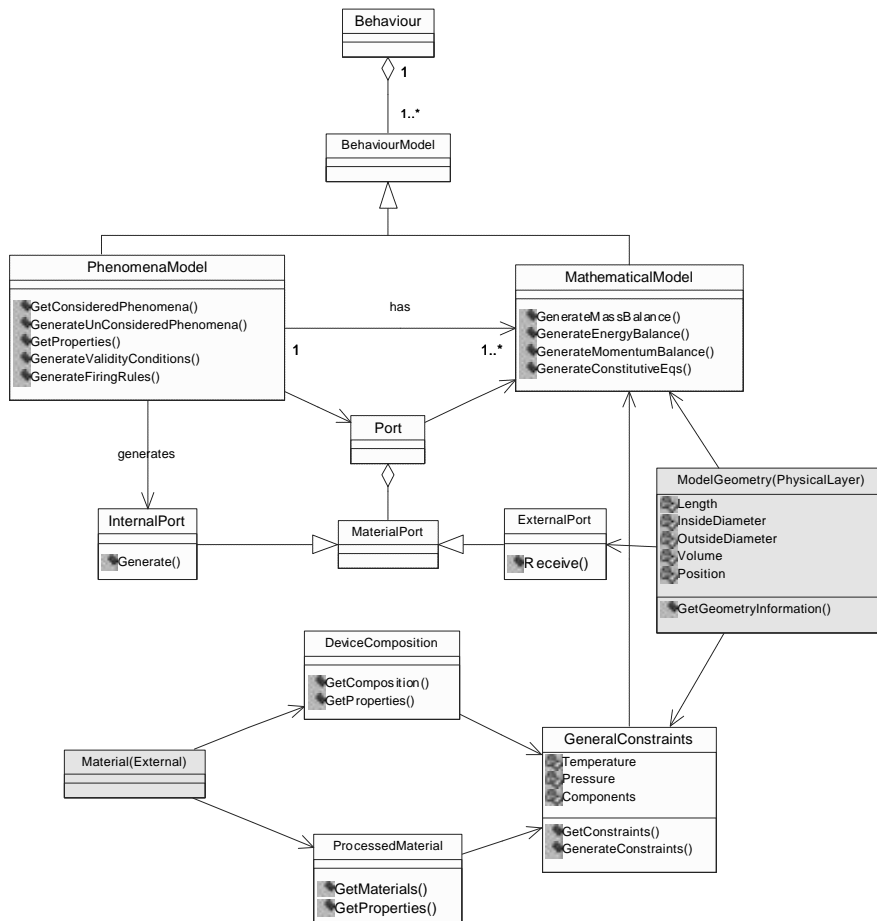 Behaviour
1
1..*
BehaviourModel
PhenomenaModel
GetConsideredPhenomena()
GenerateUnConsideredPhenomena()
GetProperties()
GenerateValidityConditions()
GenerateFiringRules()
has
1
1..*
MathematicalModel
GenerateMassBalance()
GenerateEnergyBalance()
GenerateMomentumBalance()
GenerateConstitutiveEqs()
Port
generates
InternalPort
Generate()
MaterialPort
ExternalPort
Receive()
ModelGeometry(PhysicalLayer)
Length
InsideDiameter
OutsideDiameter
Volume
Position
GetGeometryInformation()
DeviceComposition
GetComposition()
GetProperties()
Material(External)
GeneralConstraints
Temperature
Pressure
Components
GetConstraints()
GenerateConstraints()
ProcessedMaterial
GetMaterials()
GetProperties()